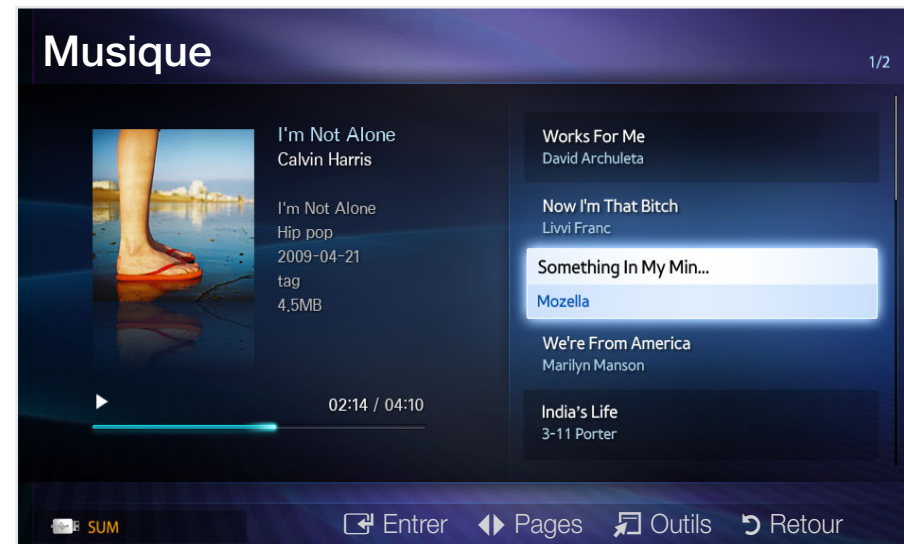 Musique
1/2
I'm Not Alone
Calvin Harris
I'm Not Alone
Hip pop
2009-04-21
tag
4,5MB
02:14 / 04:10
Works For Me
David Archuleta
Now I'm That Bitch
Livvi Franc
Something In My Min...
Mozella
We're From America
Marilyn Manson
India's Life
3-11 Porter
SUM
Entrer Pages Outils Retour